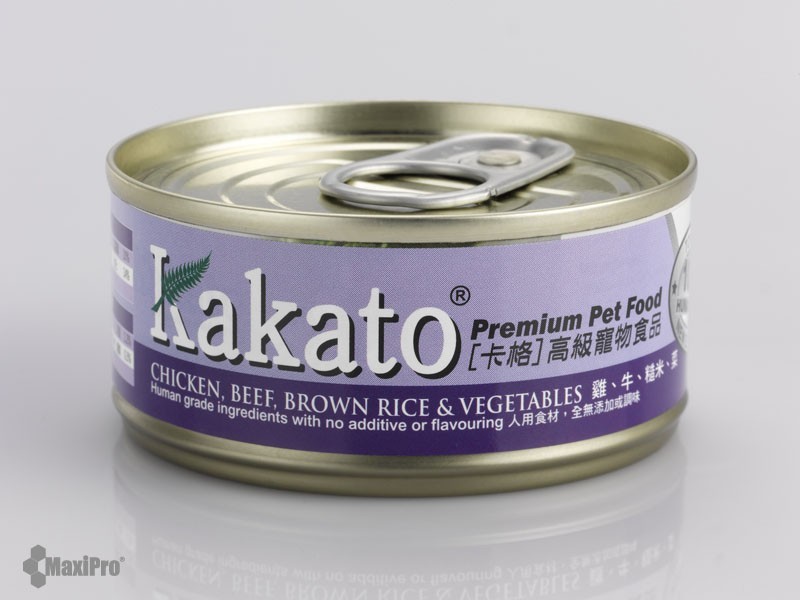 Kakato®
Premium Pet Food
[卡格]高級寵物食品
CHICKEN, BEEF, BROWN RICE & VEGETABLES 雞、牛、糙米、菜
Human grade ingredients with no additive or flavouring 人用食材，全無添加或調味
MaxiPro®